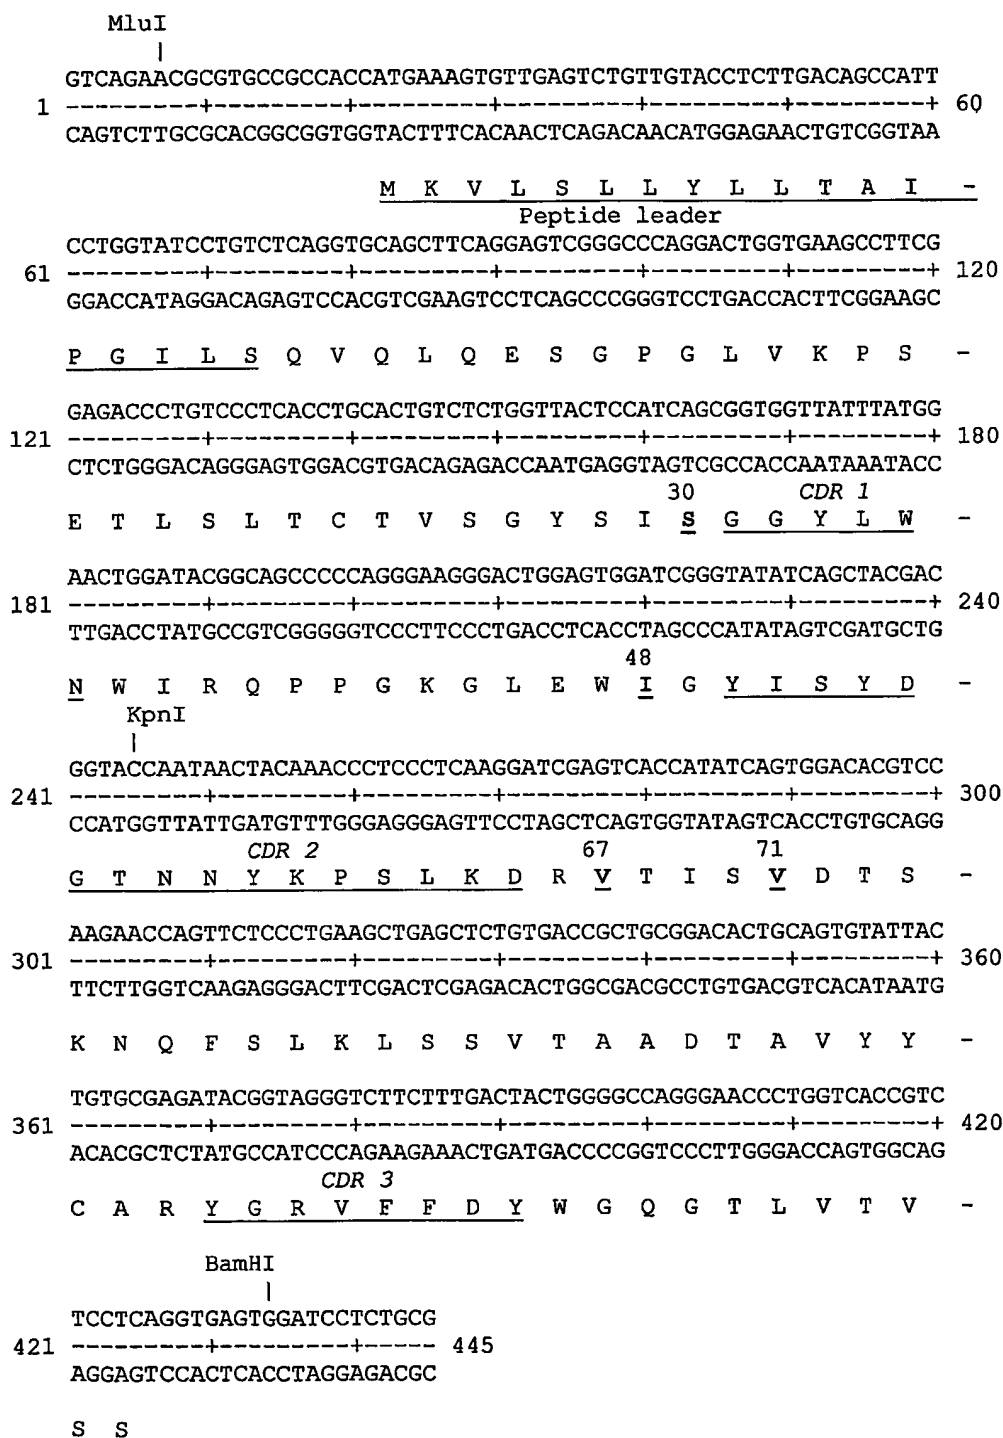 MluI
|
GTCAGAACGCGTGCCGCCACCATGAAAGTGTTGAGTCTGTTGTACCTCTTGACAGCCATT
1 ---------+---------+---------+---------+---------+---------+ 60
CAGTCTTGCGCACGGCGGTGGTACTTTCACAACTCAGACAACATGGAGAACTGTCGGTAA
M K V L S L L Y L L T A I -
Peptide leader
CCTGGTATCCTGTCTCAGGTGCAGCTTCAGGAGTCGGGCCCAGGACTGGTGAAGCCTTCG
61 ---------+---------+---------+---------+---------+---------+ 120
GGACCATAGGACAGAGTCCACGTCGAAGTCCTCAGCCCGGGTCCTGACCACTTCGGAAGC
P G I L S Q V Q L Q E S G P G L V K P S -
GAGACCCTGTCCCTCACCTGCACTGTCTCTGGTTACTCCATCAGCGGTGGTTATTTATGG
121 ---------+---------+---------+---------+---------+---------+ 180
CTCTGGGACAGGGAGTGGACGTGACAGAGACCAATGAGGTAGTCGCCACCAATAAATACC
30 CDR 1
E T L S L T C T V S G Y S I S G G Y L W -
AACTGGATACGGCAGCCCCCAGGGAAGGGACTGGAGTGGATCGGGTATATCAGCTACGAC
181 ---------+---------+---------+---------+---------+---------+ 240
TTGACCTATGCCGTCGGGGGTCCCTTCCCTGACCTCACCTAGCCCATATAGTCGATGCTG
48
N W I R Q P P G K G L E W I G Y I S Y D -
KpnI
|
GGTACCAATAACTACAAACCCTCCCTCAAGGATCGAGTCACCATATCAGTGGACACGTCC
241 ---------+---------+---------+---------+---------+---------+ 300
CCATGGTTATTGATGTTTGGGAGGGAGTTCCTAGCTCAGTGGTATAGTCACCTGTGCAGG
CDR 2 67 71
G T N N Y K P S L K D R V T I S V D T S -
AAGAACCAGTTCTCCCTGAAGCTGAGCTCTGTGACCGCTGCGGACACTGCAGTGTATTAC
301 ---------+---------+---------+---------+---------+---------+ 360
TTCTTGGTCAAGAGGGACTTCGACTCGAGACACTGGCGACGCCTGTGACGTCACATAATG
K N Q F S L K L S S V T A A D T A V Y Y -
TGTGCGAGATACGGTAGGGTCTTCTTTGACTACTGGGGCCAGGGAACCCTGGTCACCGTC
361 ---------+---------+---------+---------+---------+---------+ 420
ACACGCTCTATGCCATCCCAGAAGAAACTGATGACCCCGGTCCCTTGGGACCAGTGGCAG
CDR 3
C A R Y G R V F F D Y W G Q G T L V T V -
BamHI
|
TCCTCAGGTGAGTGGATCCTCTGCG
421 ---------+---------+----- 445
AGGAGTCCACTCACCTAGGAGACGC
S S